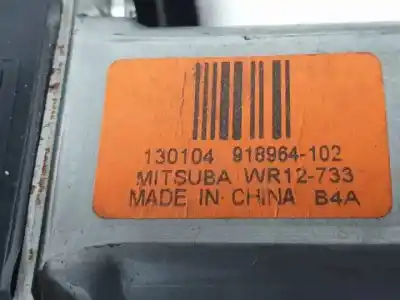 130104 918964-102
MITSUBA WR12-733
MADE IN CHINA B4A